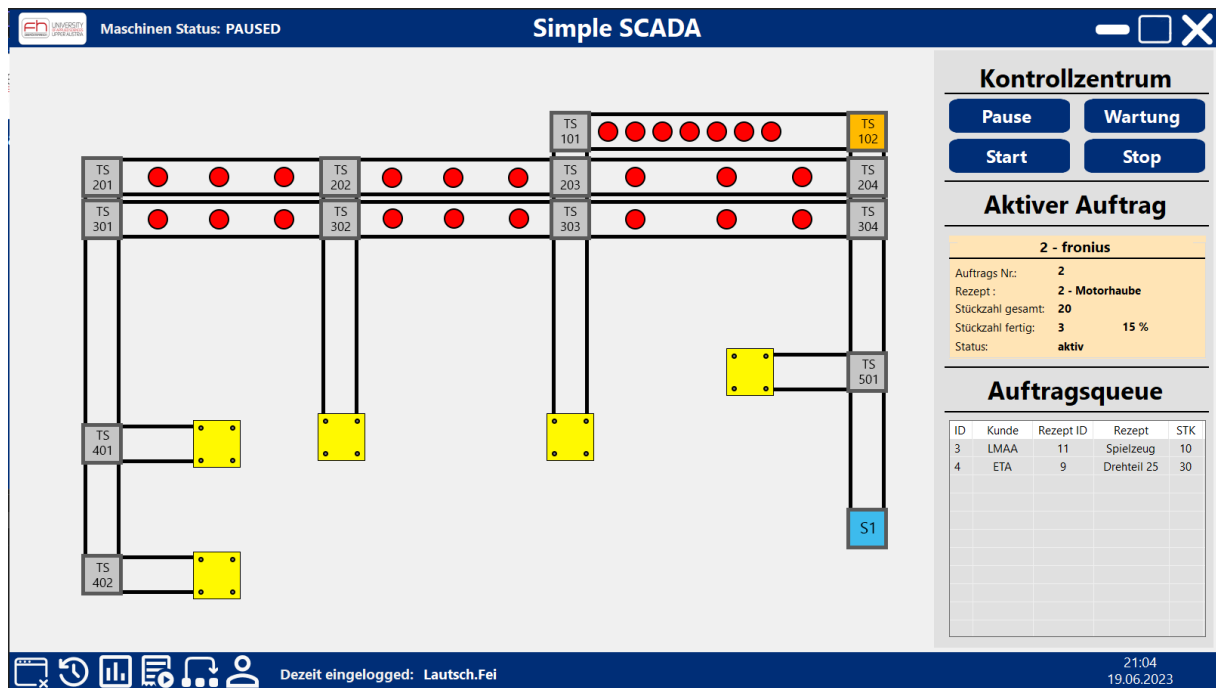 Maschinen Status: PAUSED
Simple SCADA
fh UNIVERSITY
Kontrollzentrum
Pause
Wartung
Start
Stop
Aktiver Auftrag
2 - fronius
Auftrags Nr.: 2
Rezept : 2 - Motorhaube
Stückzahl gesamt: 20
Stückzahl fertig: 3 15 %
Status: aktiv
Auftragsqueue
ID Kunde Rezept ID Rezept STK
3 LMAA 11 Spielzeug 10
4 ETA 9 Drehteil 25 30
TS
101
TS
102
TS
201
TS
202
TS
203
TS
204
TS
301
TS
302
TS
303
TS
304
TS
501
TS
401
S1
TS
402
Dezeit eingelogged: Lautsch.Fei
21:04
19.06.2023